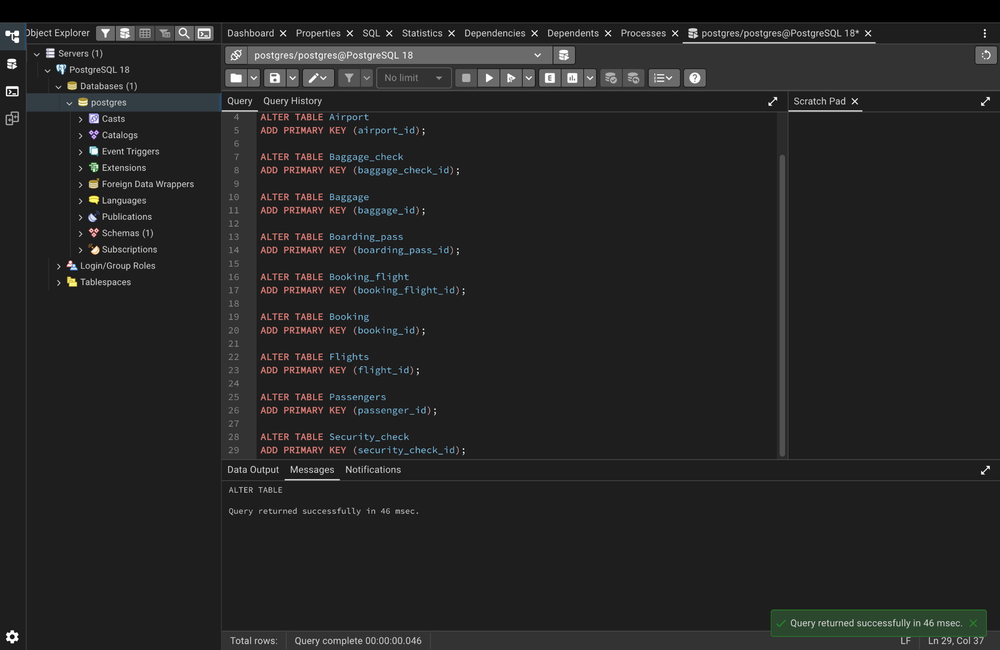 Object Explorer
Dashboard
Properties
SQL
Statistics
Dependencies
Dependents
Processes
postgres/postgres@PostgreSQL 18*
Servers (1)
PostgreSQL 18
Databases (1)
postgres
Casts
Catalogs
Event Triggers
Extensions
Foreign Data Wrappers
Languages
Publications
Schemas (1)
Subscriptions
Login/Group Roles
Tablespaces
postgres/postgres@PostgreSQL 18
No limit
E
Query
Query History
Scratch Pad
4 ALTER TABLE Airport
5 ADD PRIMARY KEY (airport_id);
6
7 ALTER TABLE Baggage_check
8 ADD PRIMARY KEY (baggage_check_id);
9
10 ALTER TABLE Baggage
11 ADD PRIMARY KEY (baggage_id);
12
13 ALTER TABLE Boarding_pass
14 ADD PRIMARY KEY (boarding_pass_id);
15
16 ALTER TABLE Booking_flight
17 ADD PRIMARY KEY (booking_flight_id);
18
19 ALTER TABLE Booking
20 ADD PRIMARY KEY (booking_id);
21
22 ALTER TABLE Flights
23 ADD PRIMARY KEY (flight_id);
24
25 ALTER TABLE Passengers
26 ADD PRIMARY KEY (passenger_id);
27
28 ALTER TABLE Security_check
29 ADD PRIMARY KEY (security_check_id);
Data Output
Messages
Notifications
ALTER TABLE
Query returned successfully in 46 msec.
Query returned successfully in 46 msec.
Total rows:
Query complete 00:00:00.046
LF
Ln 29, Col 37